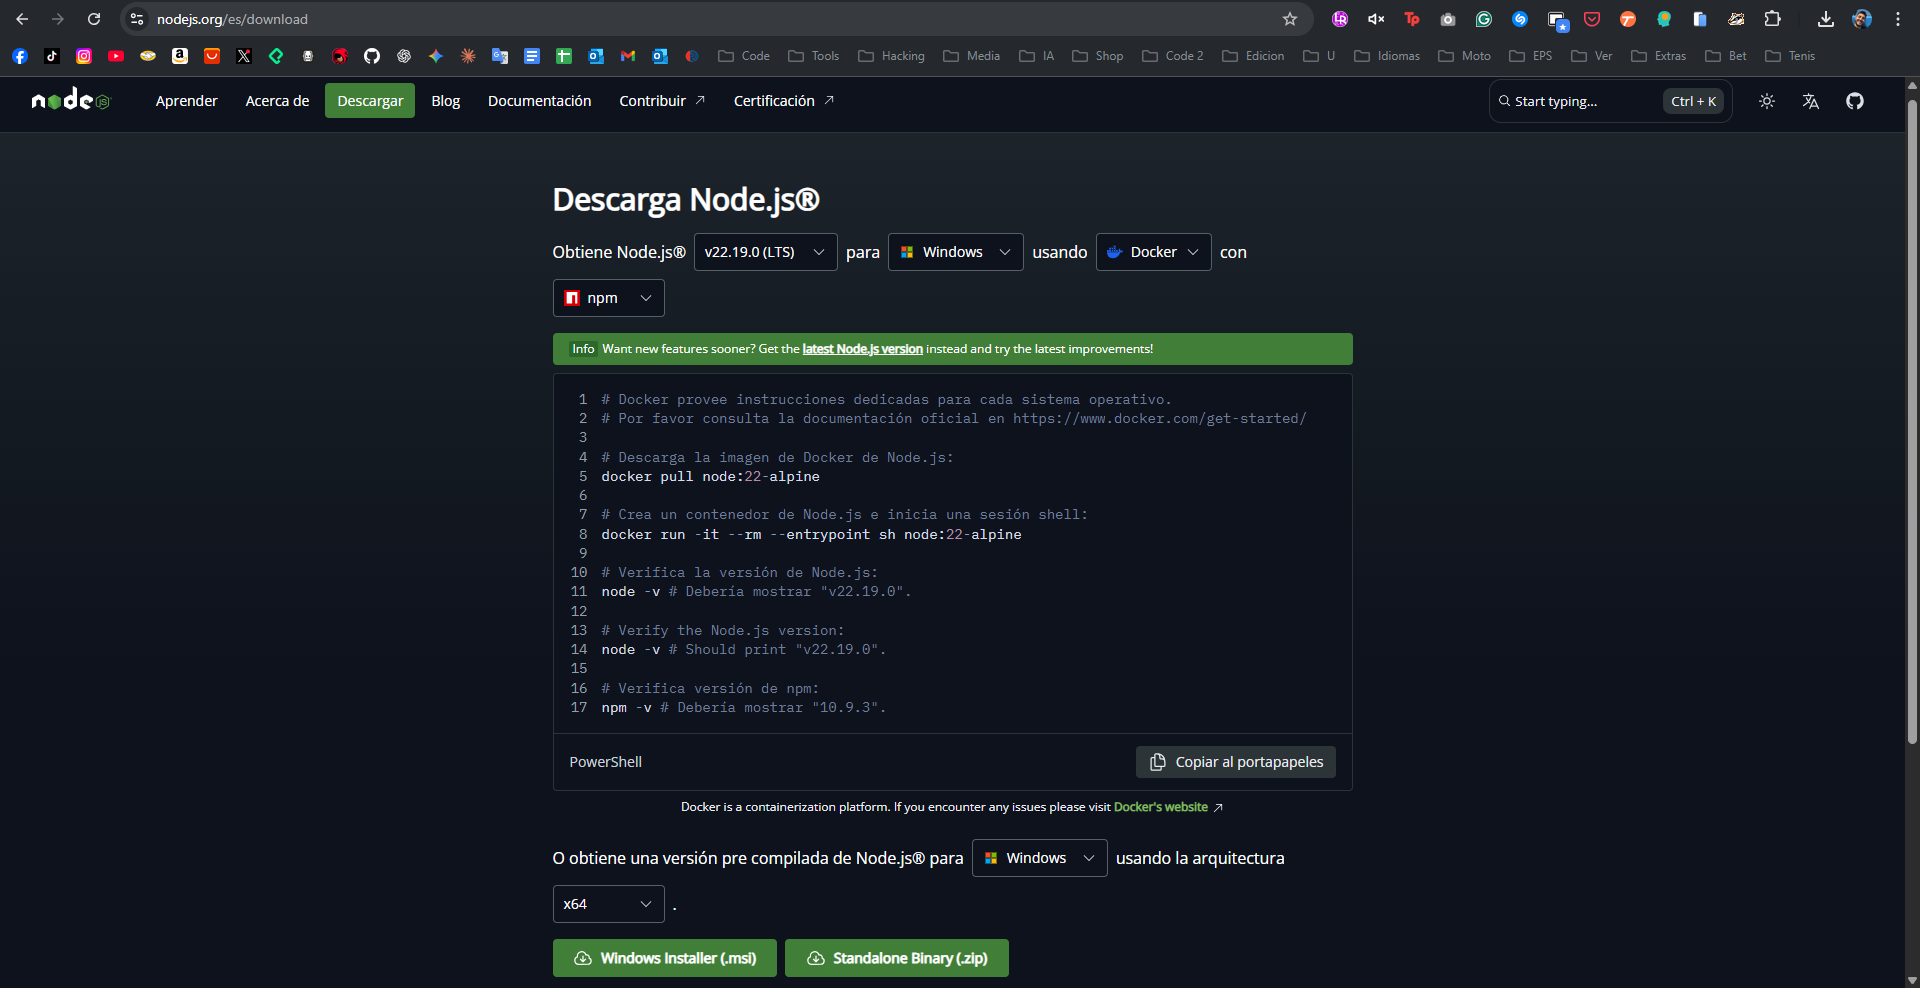 nodejs.org/es/download
Code Tools Hacking Media IA Shop Code 2 Edicion U Idiomas Moto EPS Ver Extras Bet Tenis
node JS Aprender Acerca de Descargar Blog Documentación Contribuir ↗ Certificación ↗ Start typing... Ctrl + K
Descarga Node.js®
Obtiene Node.js® v22.19.0 (LTS) para Windows usando Docker con
npm
Info Want new features sooner? Get the latest Node.js version instead and try the latest improvements!
1 # Docker provee instrucciones dedicadas para cada sistema operativo.
2 # Por favor consulta la documentación oficial en https://www.docker.com/get-started/
3
4 # Descarga la imagen de Docker de Node.js:
5 docker pull node:22-alpine
6
7 # Crea un contenedor de Node.js e inicia una sesión shell:
8 docker run -it --rm --entrypoint sh node:22-alpine
9
10 # Verifica la versión de Node.js:
11 node -v # Debería mostrar "v22.19.0".
12
13 # Verify the Node.js version:
14 node -v # Should print "v22.19.0".
15
16 # Verifica versión de npm:
17 npm -v # Debería mostrar "10.9.3".
PowerShell Copiar al portapapeles
Docker is a containerization platform. If you encounter any issues please visit Docker's website ↗
O obtiene una versión pre compilada de Node.js® para Windows usando la arquitectura
x64 .
Windows Installer (.msi) Standalone Binary (.zip)